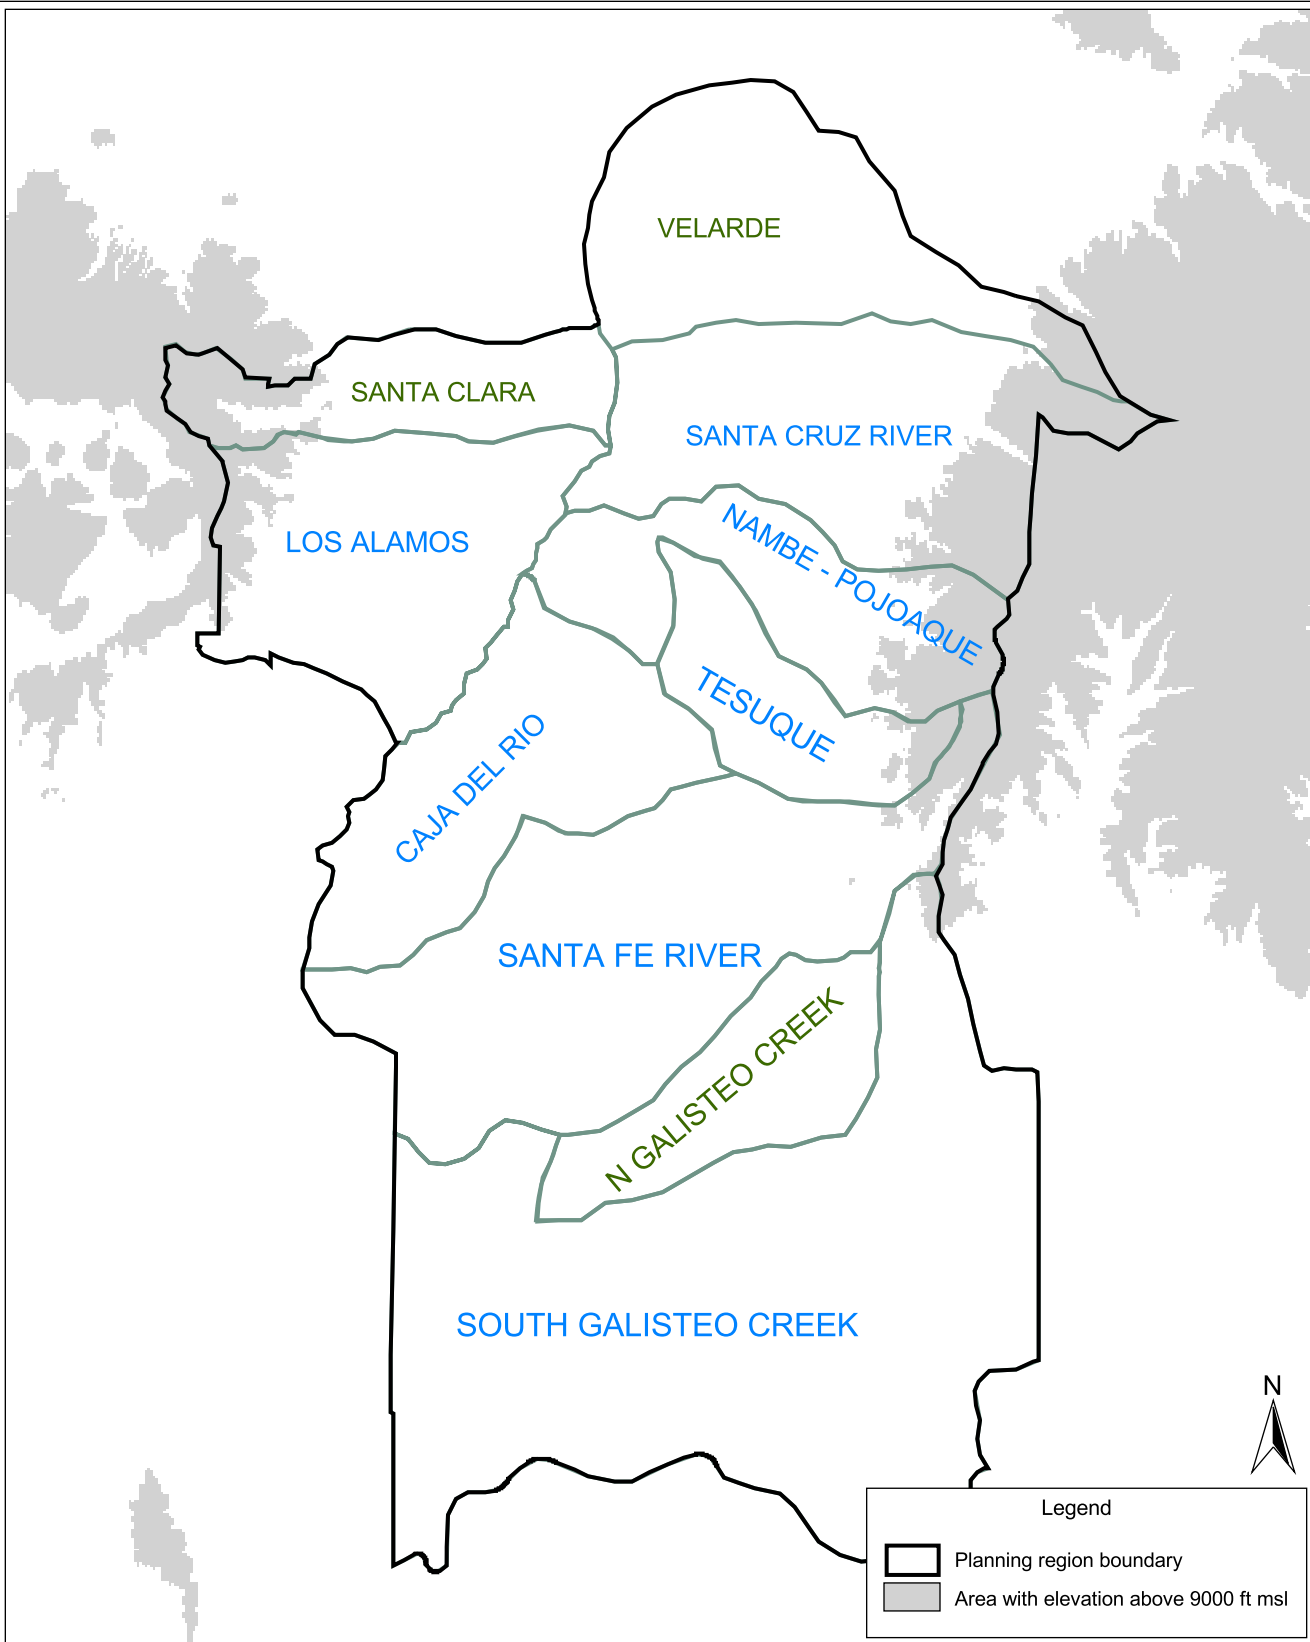 VELARDE
SANTA CLARA
SANTA CRUZ RIVER
LOS ALAMOS
NAMBE - POJOAQUE
TESUQUE
CAJA DEL RIO
SANTA FE RIVER
N GALISTEO CREEK
SOUTH GALISTEO CREEK
N
Legend
Planning region boundary
Area with elevation above 9000 ft msl